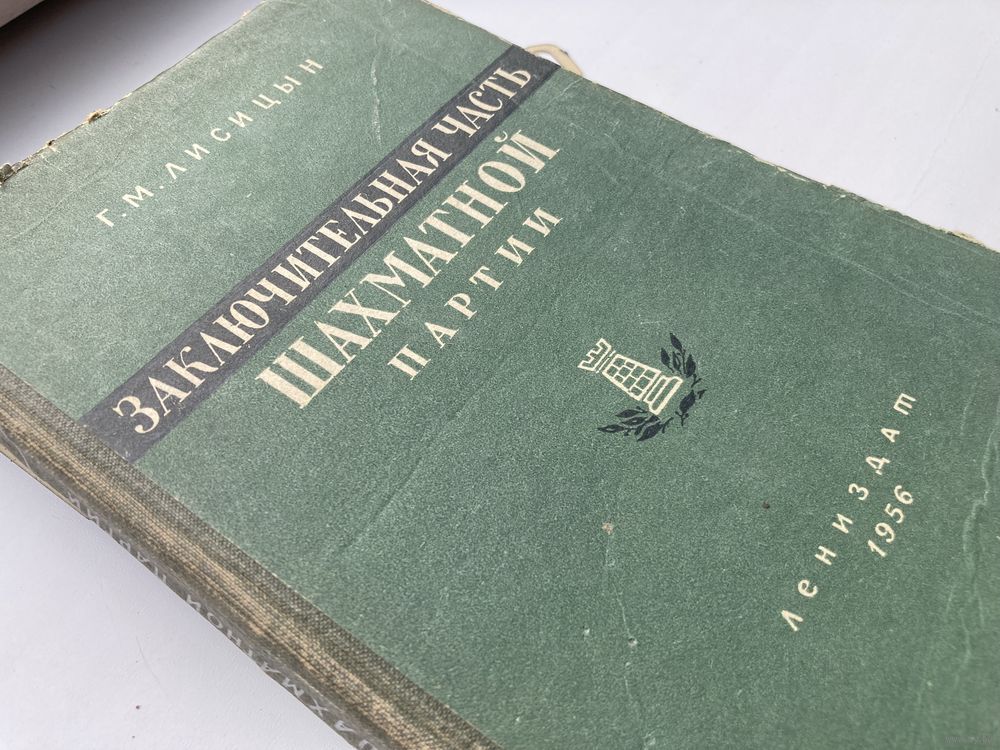 Г. М. ЛИСИЦЫН
ЗАКЛЮЧИТЕЛЬНАЯ ЧАСТЬ
ШАХМАТНОЙ
ПАРТИИ
лениздат
1956